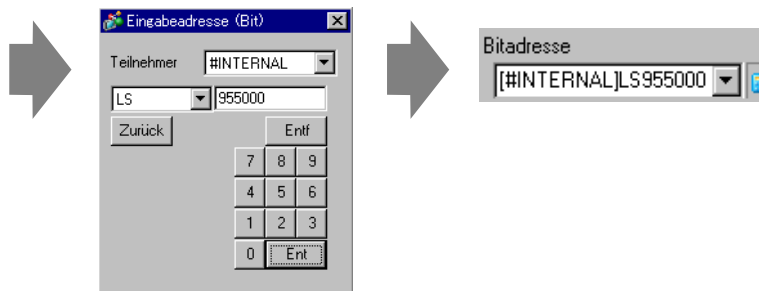 Eingabeadresse (Bit)
Teilnehmer #INTERNAL
LS 955000
Zurück Entf
7 8 9
4 5 6
1 2 3
0 Ent
Bitadresse
[#INTERNAL]LS955000